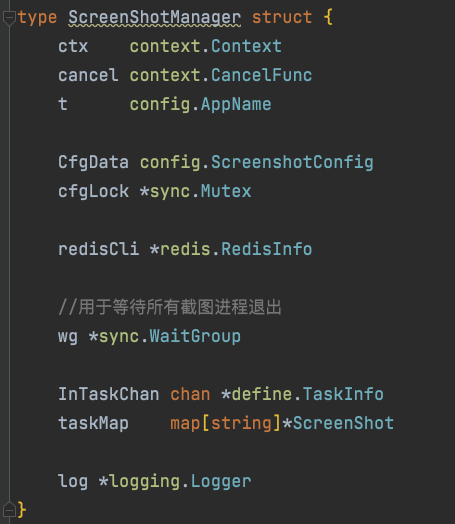 type ScreenShotManager struct {
    ctx    context.Context
    cancel context.CancelFunc
    t      config.AppName

    CfgData config.ScreenshotConfig
    cfgLock *sync.Mutex

    redisCli *redis.RedisInfo

    //用于等待所有截图进程退出
    wg *sync.WaitGroup

    InTaskChan chan *define.TaskInfo
    taskMap    map[string]*ScreenShot

    log *logging.Logger
}